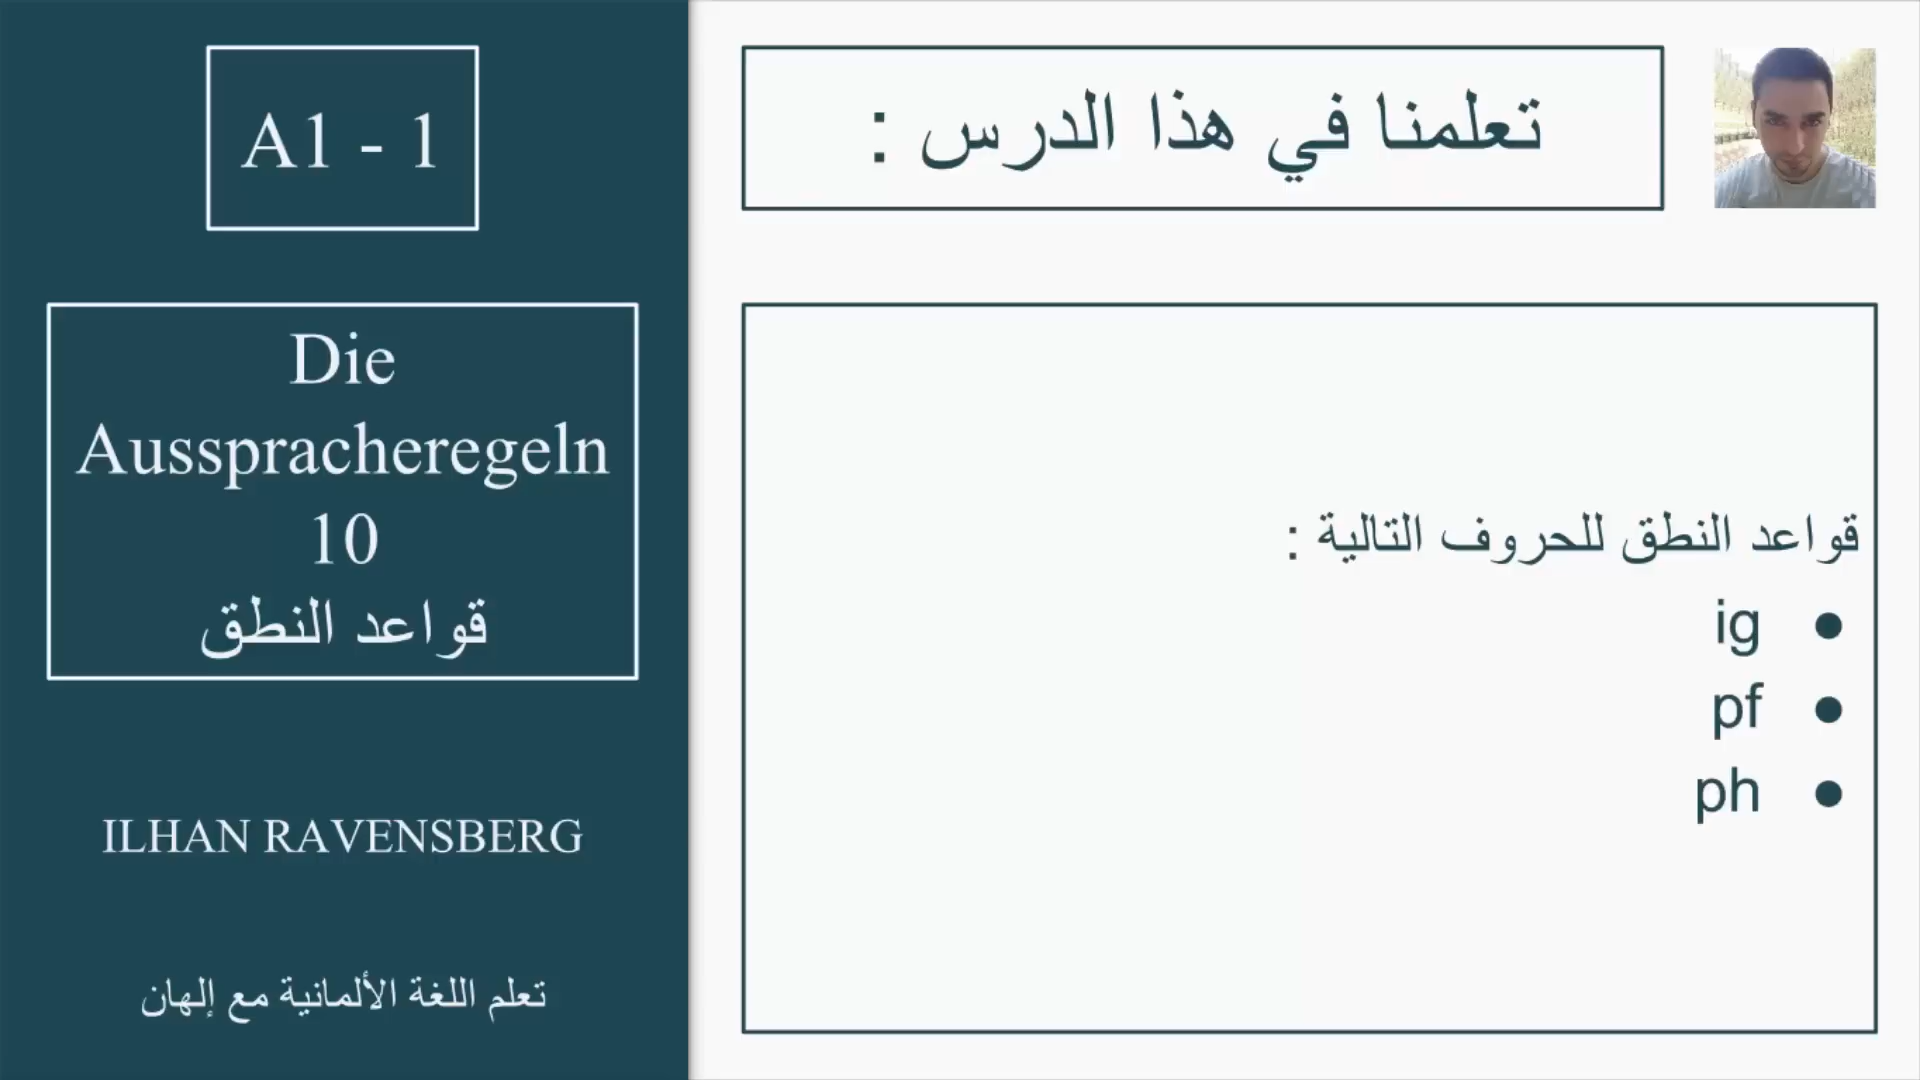 A1 - 1
Die
Ausspracheregeln
10
قواعد النطق
ILHAN RAVENSBERG
تعلم اللغة الألمانية مع إلهان
تعلمنا في هذا الدرس :
قواعد النطق للحروف التالية :
● ig
● pf
● ph